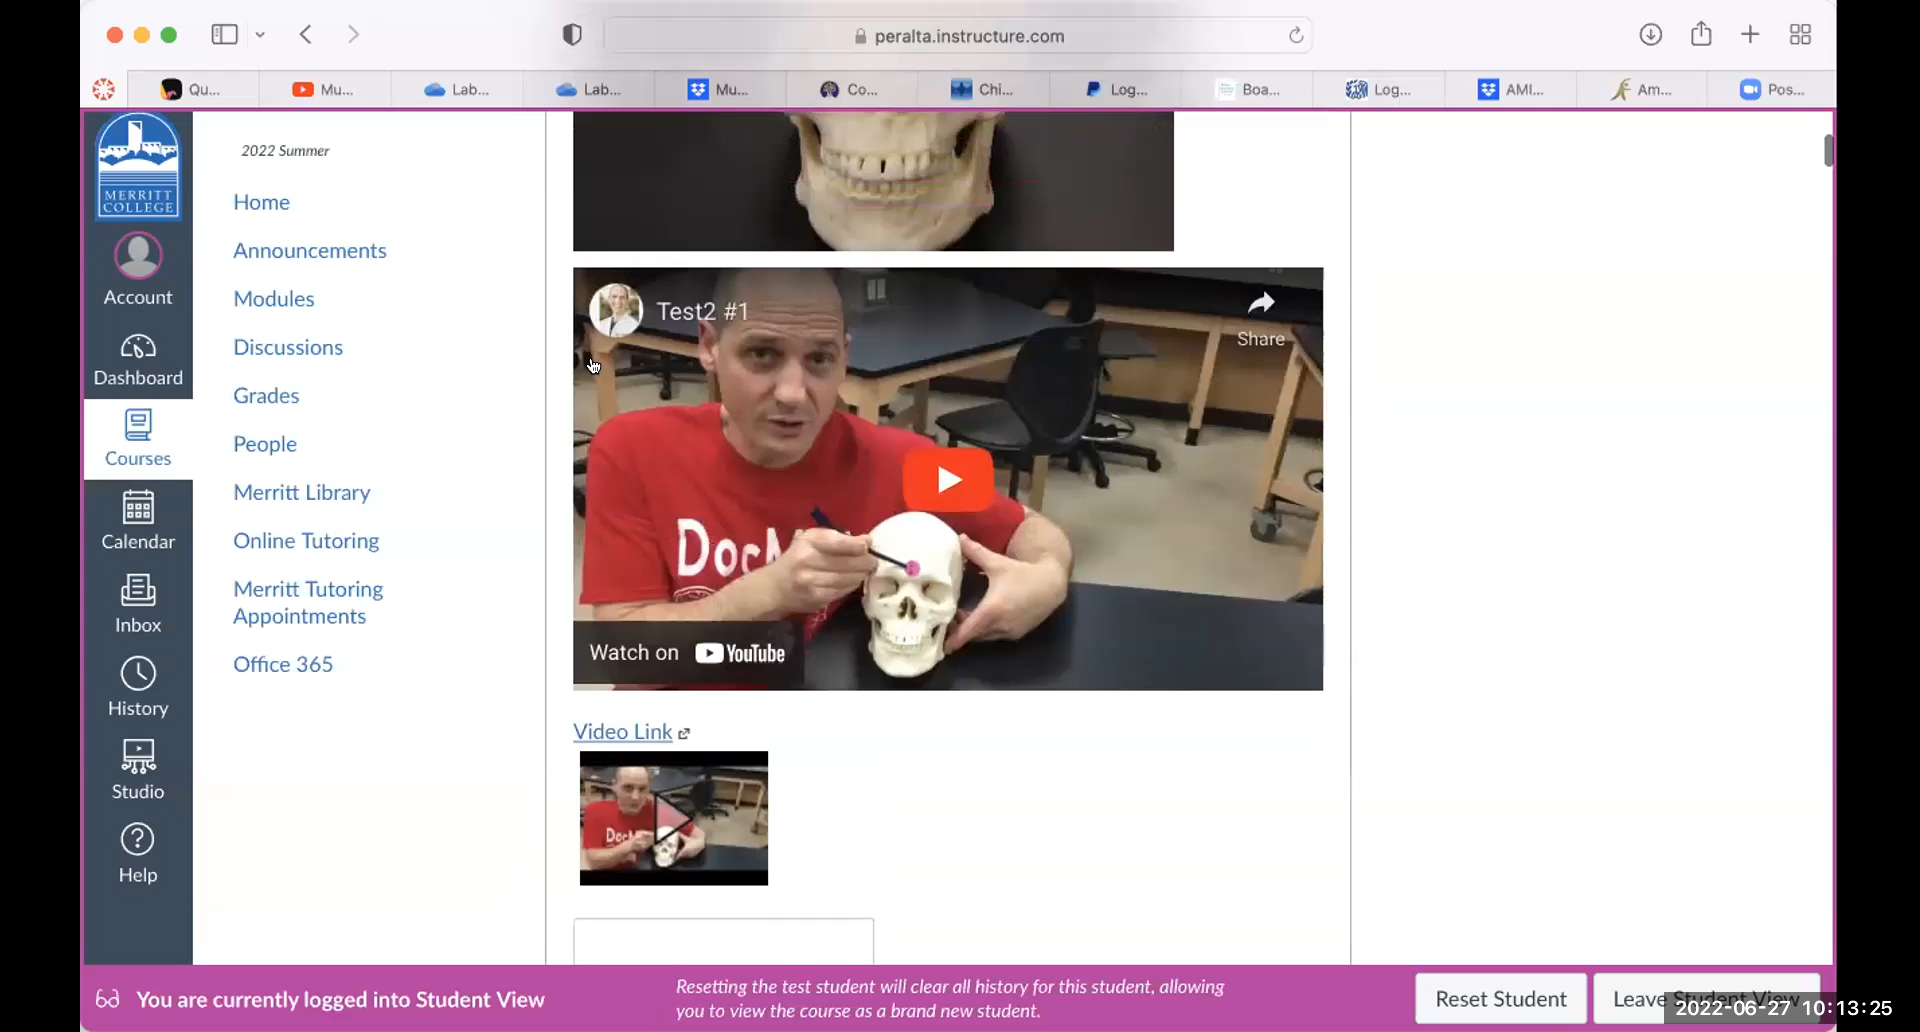 peralta.instructure.com
Qu...
Mu...
Lab...
Lab...
Mu...
Co...
Chi...
Log...
Boa...
Log...
AMI...
Am...
Pos...
MERRITT
COLLEGE
Account
Dashboard
Courses
Calendar
Inbox
History
Studio
Help
2022 Summer
Home
Announcements
Modules
Discussions
Grades
People
Merritt Library
Online Tutoring
Merritt Tutoring
Appointments
Office 365
Test2 #1
Share
Watch on YouTube
Video Link
You are currently logged into Student View
Resetting the test student will clear all history for this student, allowing
you to view the course as a brand new student.
Reset Student
Leave Student View
2022-06-27 10:13:25